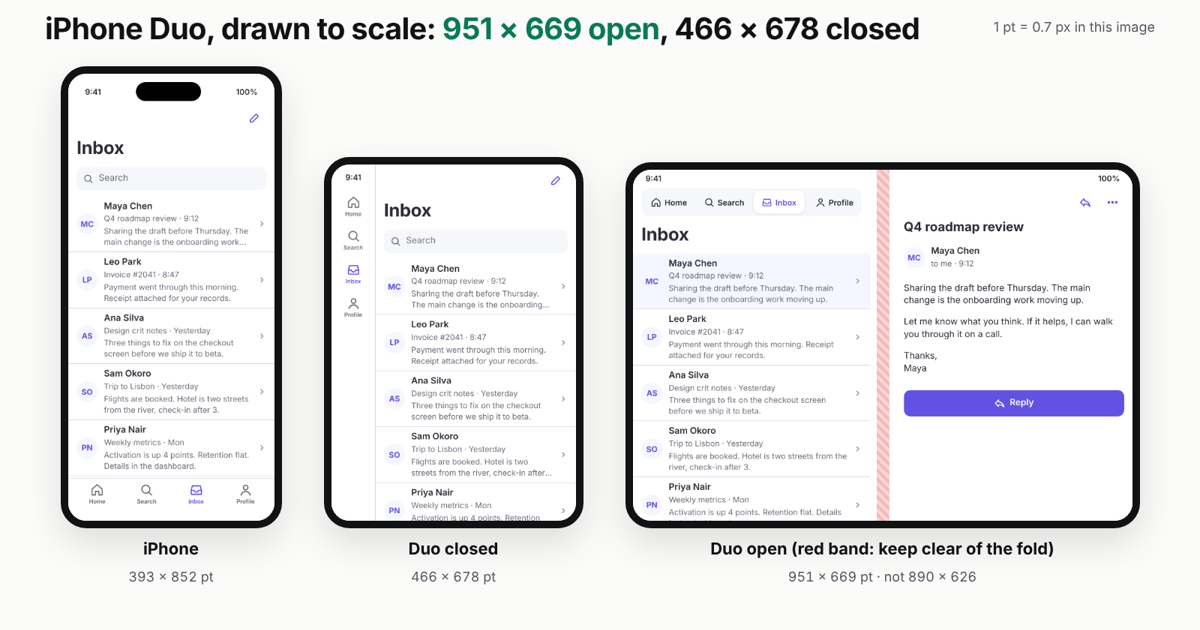 iPhone Duo, drawn to scale: 951 × 669 open, 466 × 678 closed
1 pt = 0.7 px in this image
9:41
100%
Inbox
Search
Maya Chen
MC
Q4 roadmap review · 9:12
Sharing the draft before Thursday. The
main change is the onboarding work...
Leo Park
LP
Invoice #2041 · 8:47
Payment went through this morning.
Receipt attached for your records.
Ana Silva
AS
Design crit notes · Yesterday
Three things to fix on the checkout
screen before we ship it to beta.
Sam Okoro
SO
Trip to Lisbon · Yesterday
Flights are booked. Hotel is two streets
from the river, check-in after 3.
Priya Nair
PN
Weekly metrics · Mon
Activation is up 4 points. Retention flat.
Details in the dashboard.
Home
Search
Inbox
Profile
iPhone
393 × 852 pt
9:41
Home
Search
Inbox
Profile
Inbox
Search
Maya Chen
MC
Q4 roadmap review · 9:12
Sharing the draft before Thursday.
The main change is the onboarding...
Leo Park
LP
Invoice #2041 · 8:47
Payment went through this morning.
Receipt attached for your records.
Ana Silva
AS
Design crit notes · Yesterday
Three things to fix on the checkout
screen before we ship it to beta.
Sam Okoro
SO
Trip to Lisbon · Yesterday
Flights are booked. Hotel is two
streets from the river, check-in after...
Priya Nair
PN
Weekly metrics · Mon
Activation is up 4 points. Retention
Duo closed
466 × 678 pt
9:41
100%
Home
Search
Inbox
Profile
Inbox
Maya Chen
MC
Q4 roadmap review · 9:12
Sharing the draft before Thursday. The main
change is the onboarding work moving up.
Leo Park
LP
Invoice #2041 · 8:47
Payment went through this morning. Receipt
attached for your records.
Ana Silva
AS
Design crit notes · Yesterday
Three things to fix on the checkout screen
before we ship it to beta.
Sam Okoro
SO
Trip to Lisbon · Yesterday
Flights are booked. Hotel is two streets from the
river, check-in after 3.
Priya Nair
PN
Weekly metrics · Mon
Activation is up 4 points. Retention flat. Details
Q4 roadmap review
MC
Maya Chen
to me · 9:12
Sharing the draft before Thursday. The main
change is the onboarding work moving up.
Let me know what you think. If it helps, I can walk
you through it on a call.
Thanks,
Maya
Reply
Duo open (red band: keep clear of the fold)
951 × 669 pt · not 890 × 626